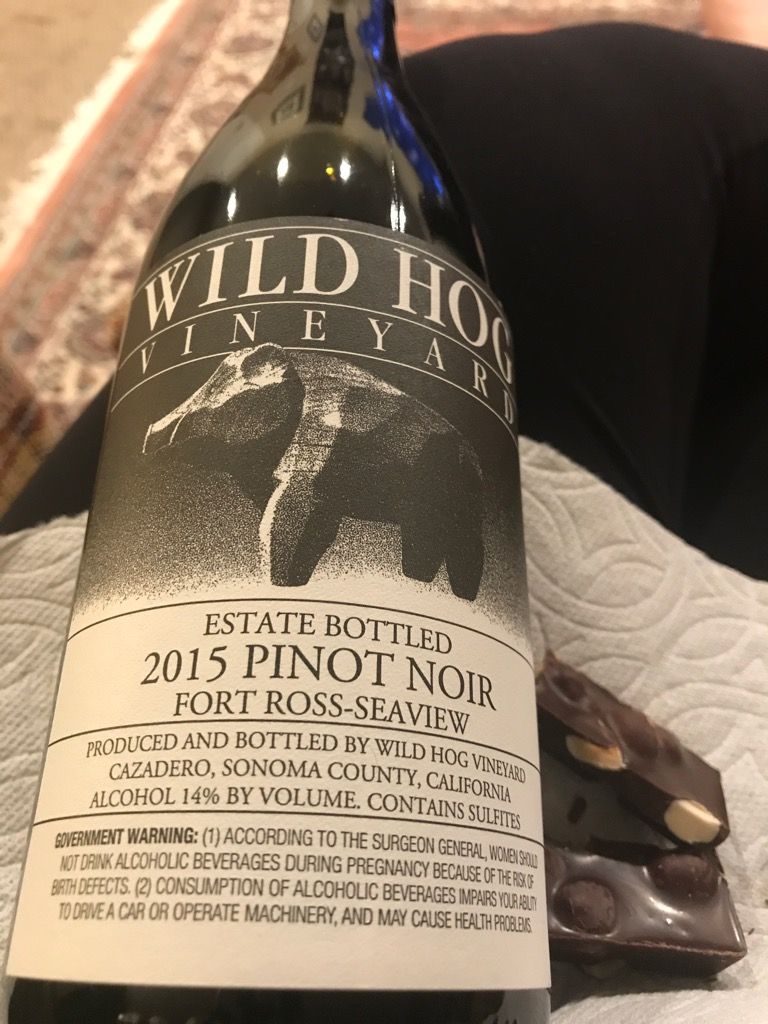 WILD HOG
VINEYARD
ESTATE BOTTLED
2015 PINOT NOIR
FORT ROSS-SEAVIEW
PRODUCED AND BOTTLED BY WILD HOG VINEYARD
CAZADERO, SONOMA COUNTY, CALIFORNIA
ALCOHOL 14% BY VOLUME. CONTAINS SULFITES
GOVERNMENT WARNING: (1) ACCORDING TO THE SURGEON GENERAL, WOMEN SHOULD
NOT DRINK ALCOHOLIC BEVERAGES DURING PREGNANCY BECAUSE OF THE RISK OF
BIRTH DEFECTS. (2) CONSUMPTION OF ALCOHOLIC BEVERAGES IMPAIRS YOUR ABILITY
TO DRIVE A CAR OR OPERATE MACHINERY, AND MAY CAUSE HEALTH PROBLEMS.